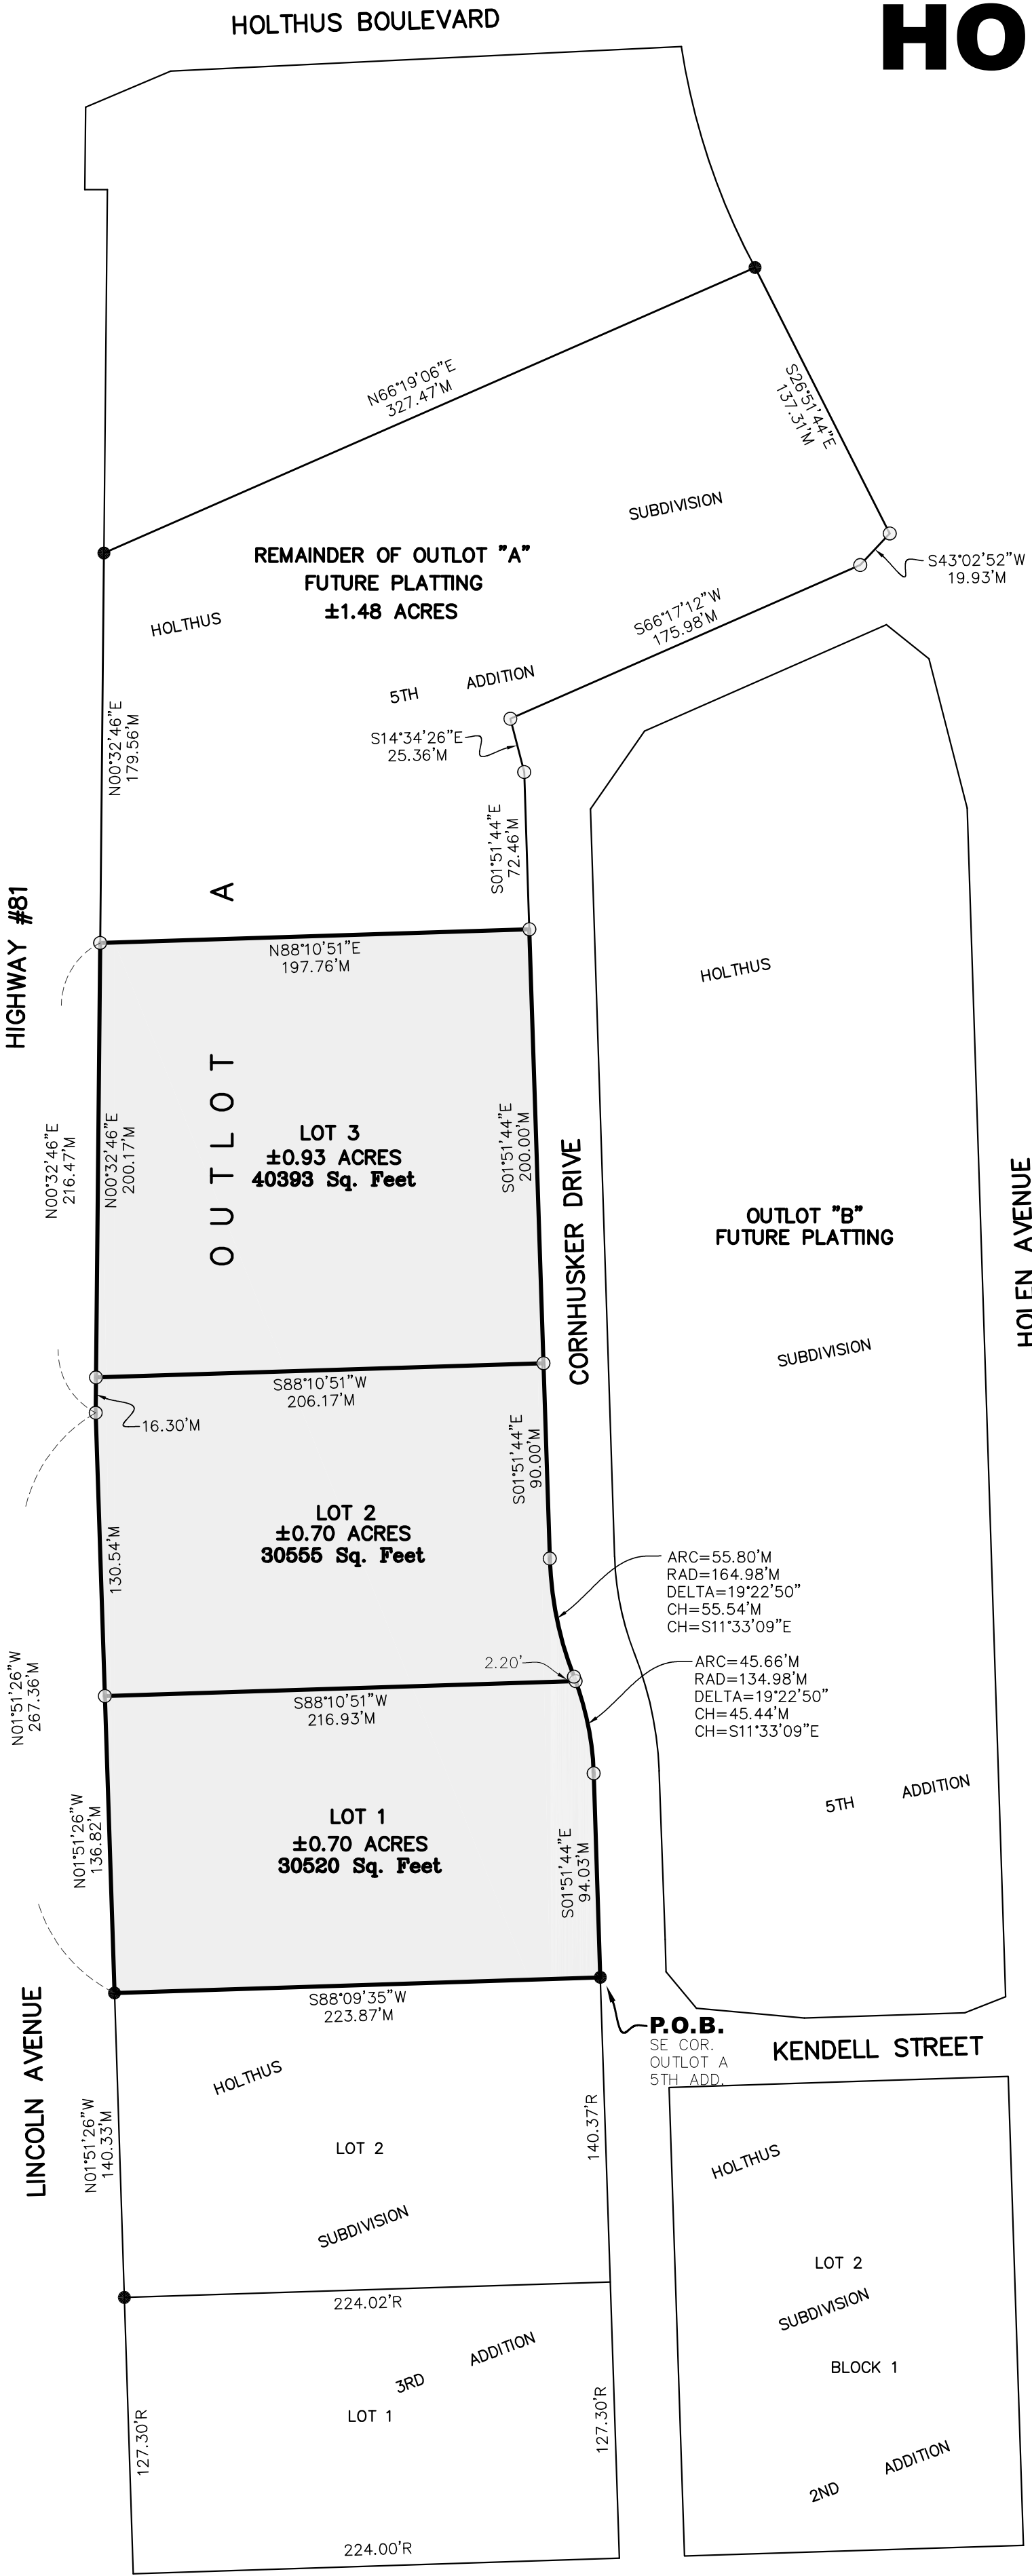 HO
HOLTHUS BOULEVARD
N66°19'06"E
327.47'M
S26°51'44"E
137.31'M
SUBDIVISION
S43°02'52"W
19.93'M
REMAINDER OF OUTLOT "A"
FUTURE PLATTING
±1.48 ACRES
HOLTHUS
S66°17'12"W
175.98'M
5TH ADDITION
S14°34'26"E
25.36'M
N00°32'46"E
179.56'M
S01°51'44"E
72.46'M
HIGHWAY #81
OUTLOT A
N88°10'51"E
197.76'M
HOLTHUS
N00°32'46"E
216.47'M
N00°32'46"E
200.17'M
LOT 3
±0.93 ACRES
40393 Sq. Feet
S01°51'44"E
200.00'M
CORNHUSKER DRIVE
OUTLOT "B"
FUTURE PLATTING
HOLEN AVENUE
SUBDIVISION
S88°10'51"W
206.17'M
16.30'M
S01°51'44"E
90.00'M
LOT 2
±0.70 ACRES
30555 Sq. Feet
130.54'M
ARC=55.80'M
RAD=164.98'M
DELTA=19°22'50"
CH=55.54'M
CH=S11°33'09"E
2.20'
ARC=45.66'M
RAD=134.98'M
DELTA=19°22'50"
CH=45.44'M
CH=S11°33'09"E
N01°51'26"W
267.36'M
S88°10'51"W
216.93'M
5TH ADDITION
LOT 1
±0.70 ACRES
30520 Sq. Feet
N01°51'26"W
136.82'M
S01°51'44"E
94.03'M
S88°09'35"W
223.87'M
P.O.B.
SE COR.
OUTLOT A
5TH ADD.
KENDELL STREET
LINCOLN AVENUE
HOLTHUS
N01°51'26"W
140.33'M
LOT 2
140.37'R
SUBDIVISION
HOLTHUS
LOT 2
SUBDIVISION
BLOCK 1
224.02'R
3RD ADDITION
LOT 1
127.30'R
127.30'R
2ND ADDITION
224.00'R